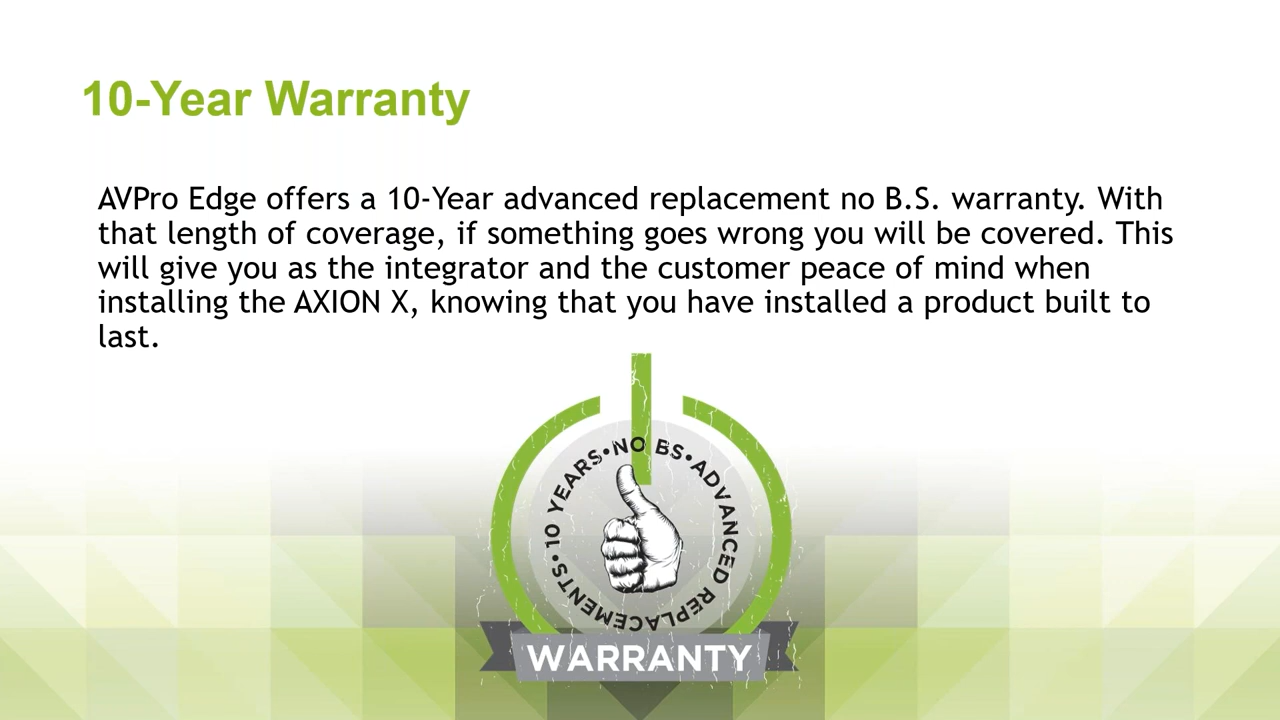 10-Year Warranty
AVPro Edge offers a 10-Year advanced replacement no B.S. warranty. With
that length of coverage, if something goes wrong you will be covered. This
will give you as the integrator and the customer peace of mind when
installing the AXION X, knowing that you have installed a product built to
last.
•10 YEARS•NO BS•ADVANCED REPLACEMENTS
WARRANTY